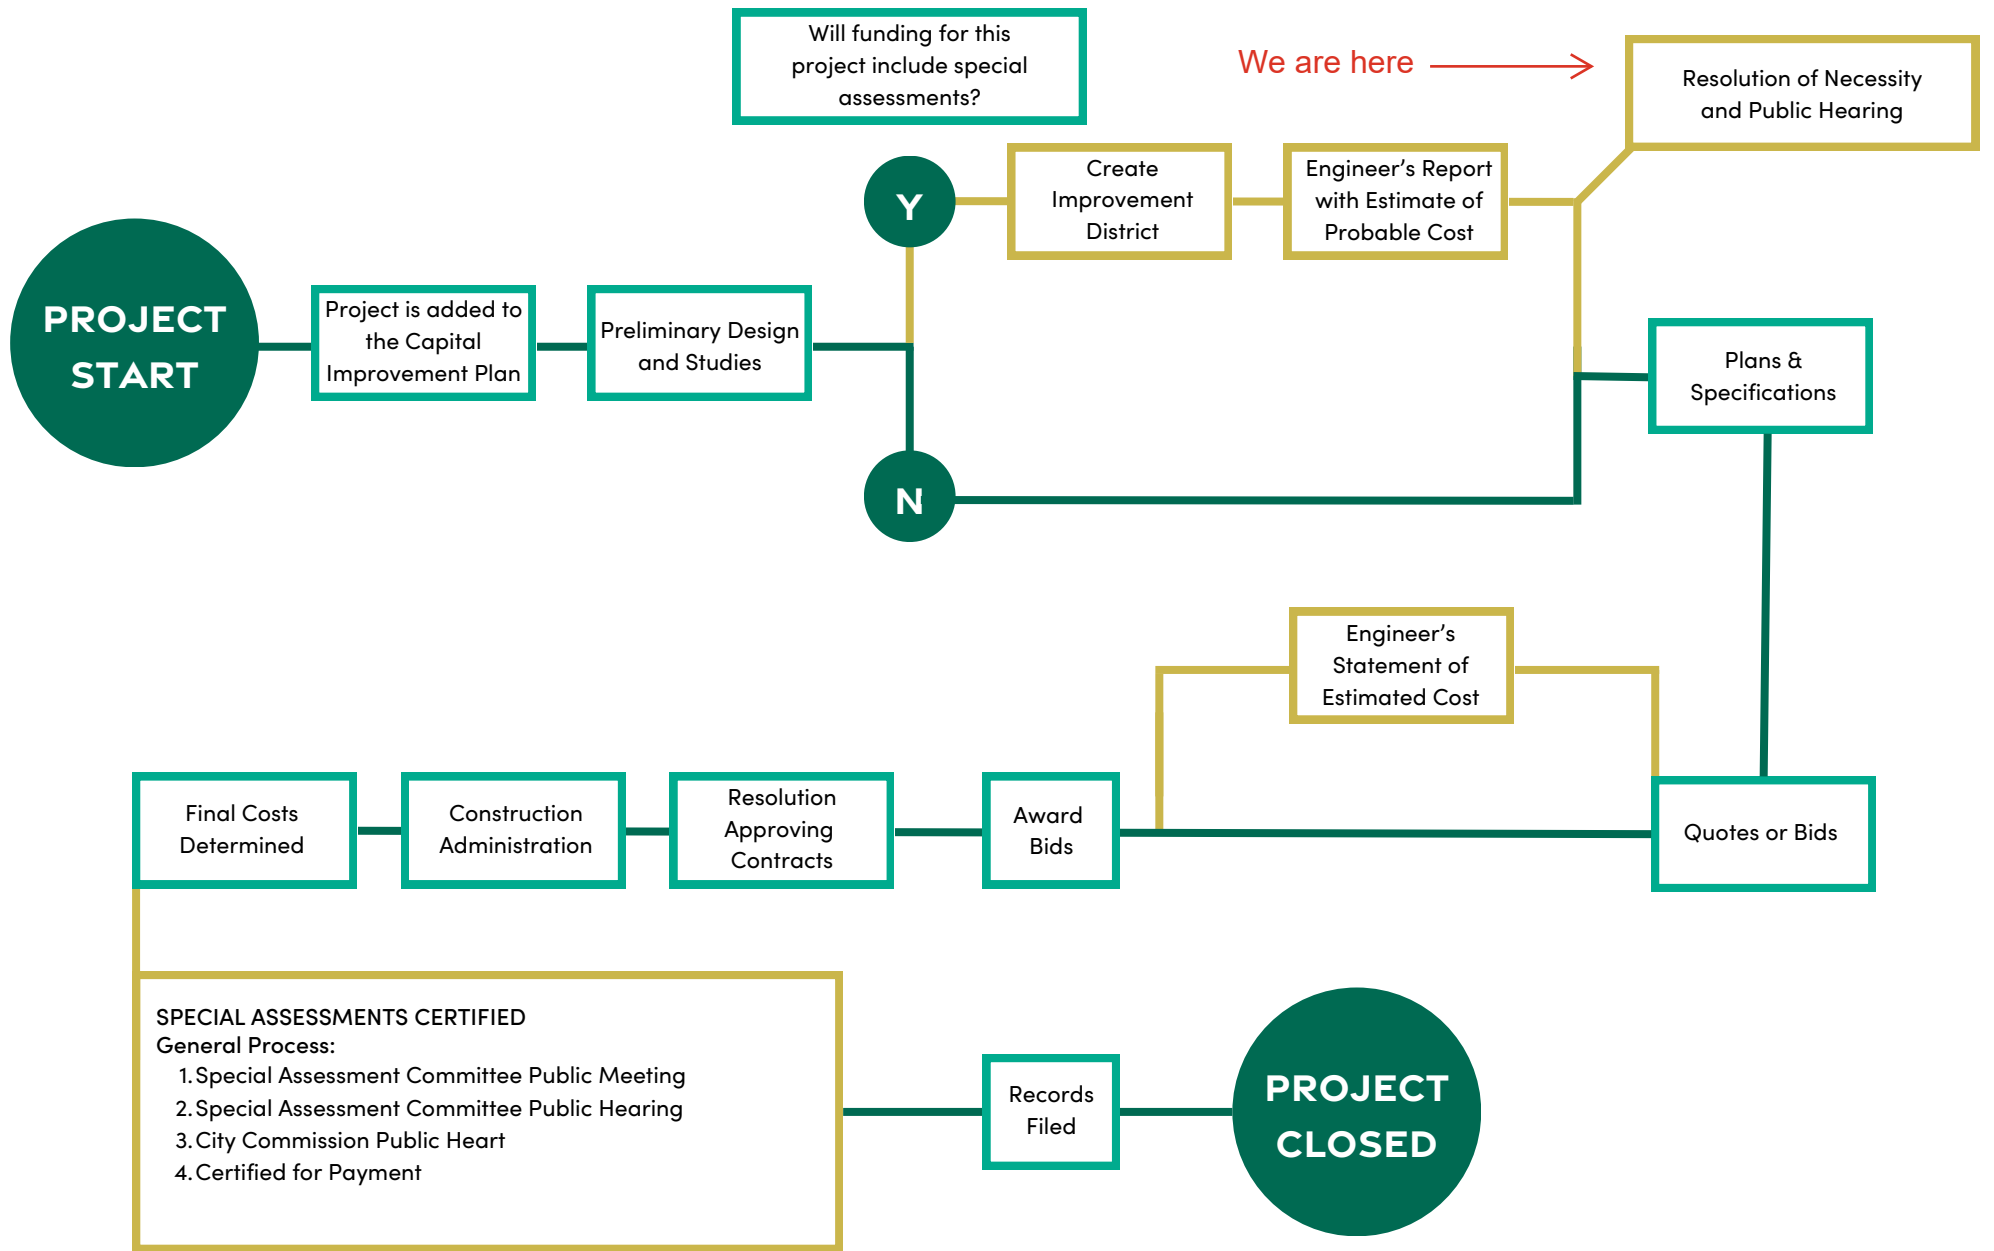 Will funding for this
project include special
assessments?
We are here
Resolution of Necessity
and Public Hearing
Y
Create
Improvement
District
Engineer's Report
with Estimate of
Probable Cost
PROJECT
START
Project is added to
the Capital
Improvement Plan
Preliminary Design
and Studies
N
Plans &
Specifications
Engineer's
Statement of
Estimated Cost
Final Costs
Determined
Construction
Administration
Resolution
Approving
Contracts
Award
Bids
Quotes or Bids
SPECIAL ASSESSMENTS CERTIFIED
General Process:
1. Special Assessment Committee Public Meeting
2. Special Assessment Committee Public Hearing
3. City Commission Public Heart
4. Certified for Payment
Records
Filed
PROJECT
CLOSED